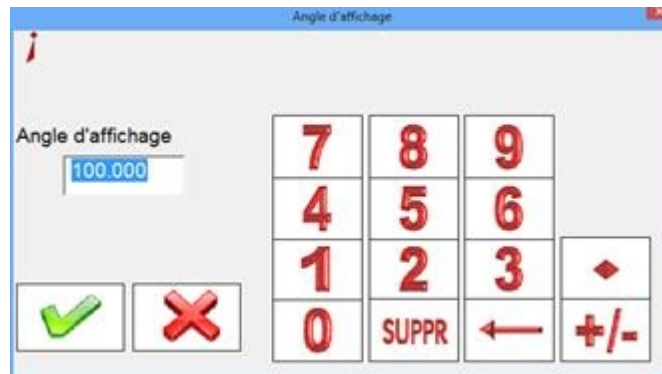 Angle d'affichage
i
Angle d'affichage
100.000
7 8 9
4 5 6
1 2 3
0 SUPPR +/-